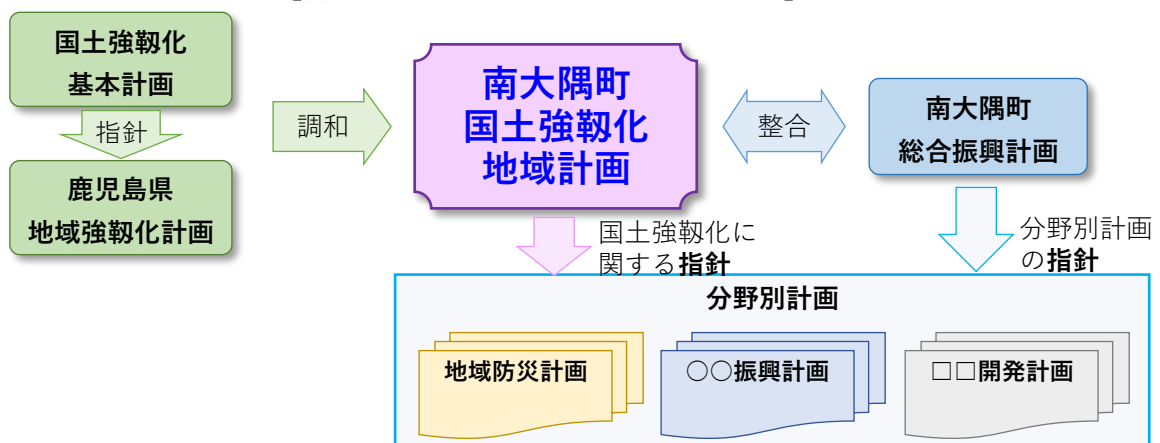 国土強靱化
基本計画
指針
鹿児島県
地域強靱化計画
調和
南大隅町
国土強靱化
地域計画
整合
南大隅町
総合振興計画
国土強靱化に
関する指針
分野別計画
の指針
分野別計画
地域防災計画
○○振興計画
□□開発計画